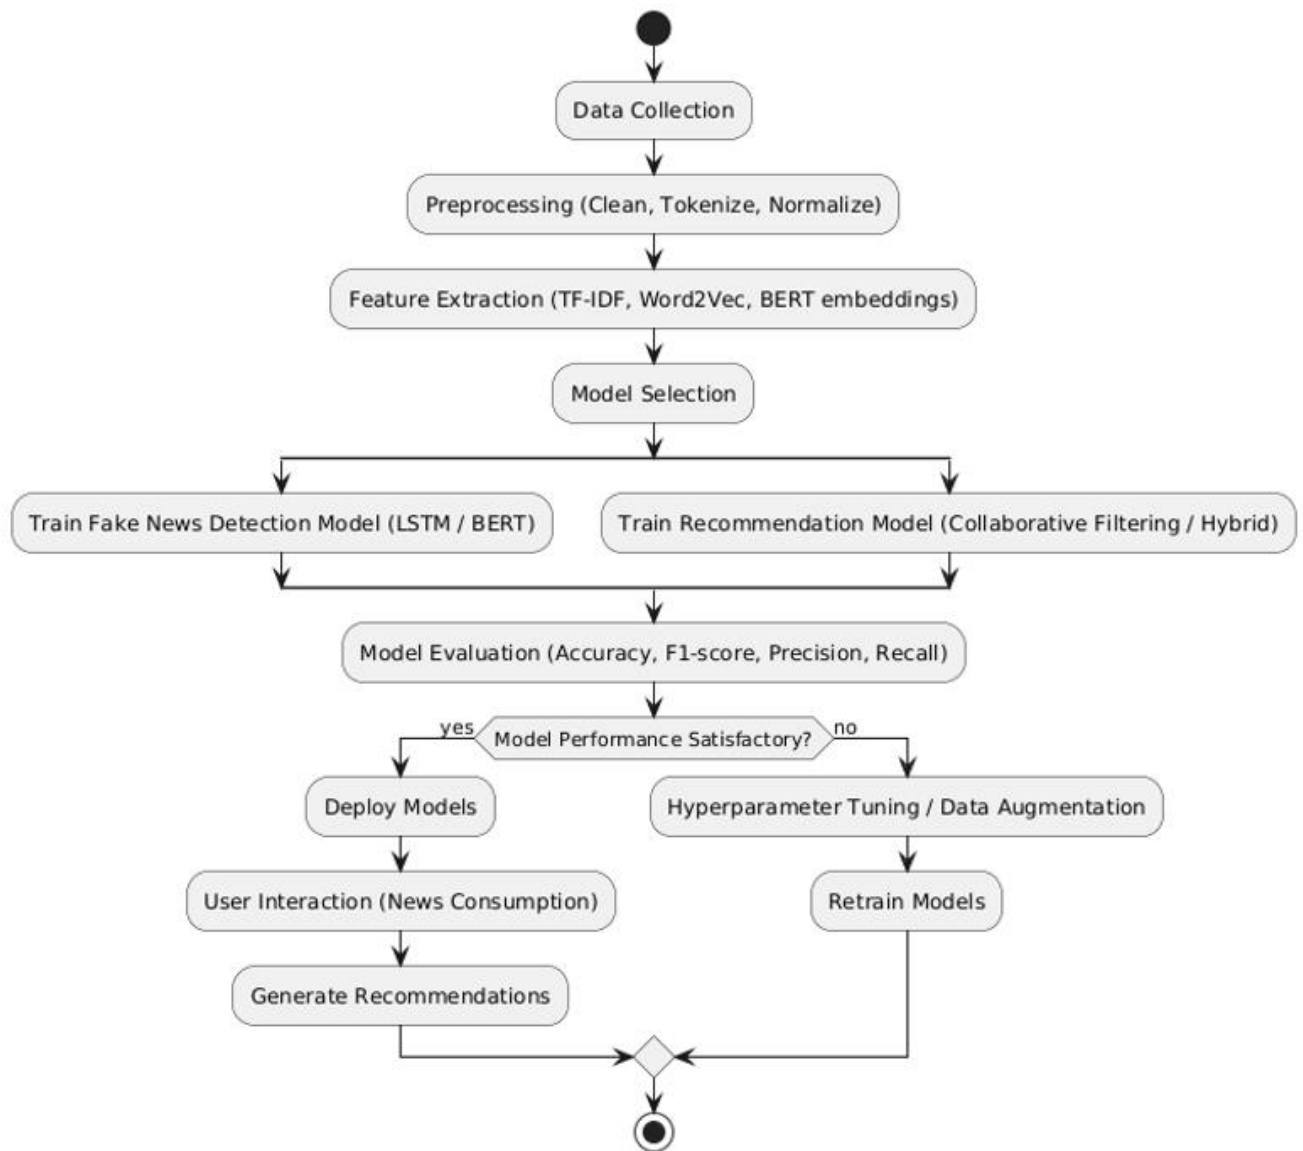 Data Collection
Preprocessing (Clean, Tokenize, Normalize)
Feature Extraction (TF-IDF, Word2Vec, BERT embeddings)
Model Selection
Train Fake News Detection Model (LSTM / BERT)
Train Recommendation Model (Collaborative Filtering / Hybrid)
Model Evaluation (Accuracy, F1-score, Precision, Recall)
yes
Model Performance Satisfactory?
no
Deploy Models
Hyperparameter Tuning / Data Augmentation
User Interaction (News Consumption)
Retrain Models
Generate Recommendations